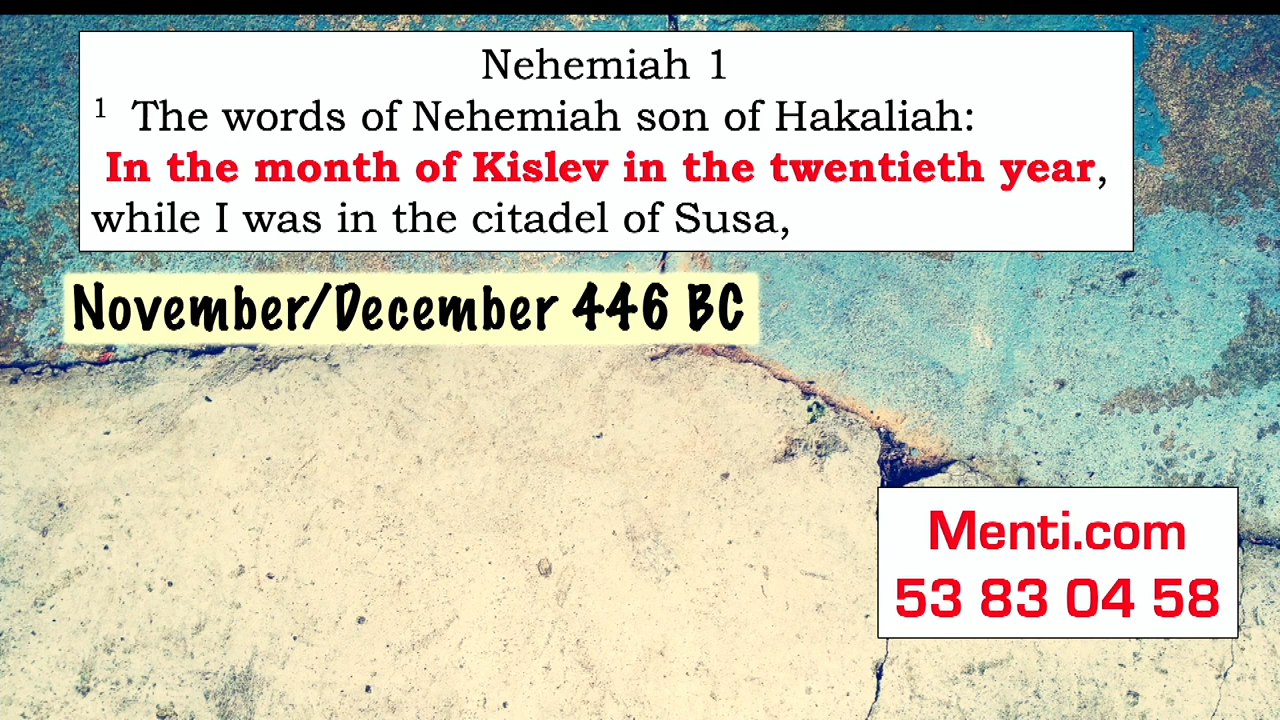 Nehemiah 1
1 The words of Nehemiah son of Hakaliah:
In the month of Kislev in the twentieth year,
while I was in the citadel of Susa,
November/December 446 BC
Menti.com
53 83 04 58